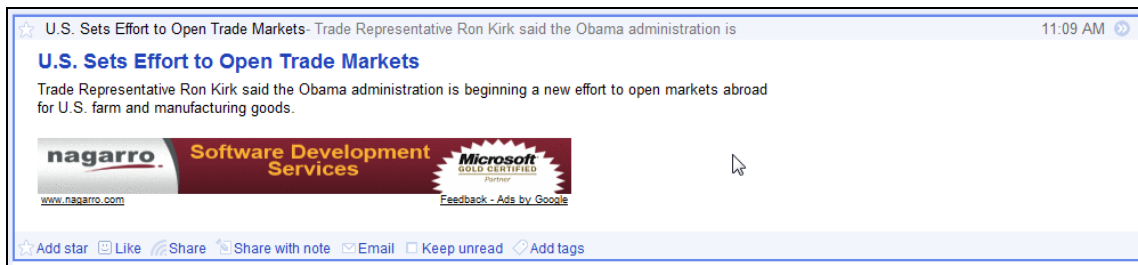 U.S. Sets Effort to Open Trade Markets- Trade Representative Ron Kirk said the Obama administration is 11:09 AM
U.S. Sets Effort to Open Trade Markets
Trade Representative Ron Kirk said the Obama administration is beginning a new effort to open markets abroad
for U.S. farm and manufacturing goods.
nagarro Software Development Services Microsoft GOLD CERTIFIED Partner
www.nagarro.com Feedback - Ads by Google
Add star Like Share Share with note Email Keep unread Add tags